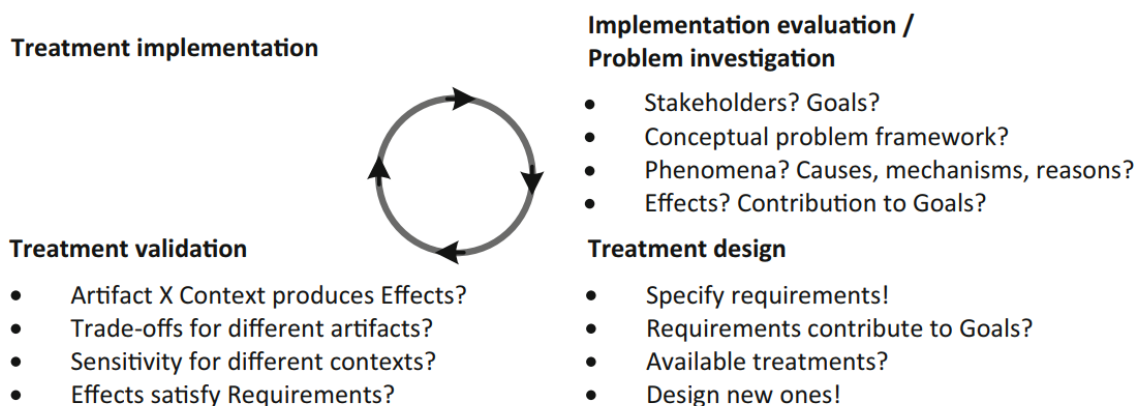 Treatment implementation
Implementation evaluation /
Problem investigation
• Stakeholders? Goals?
• Conceptual problem framework?
• Phenomena? Causes, mechanisms, reasons?
• Effects? Contribution to Goals?
Treatment validation
• Artifact X Context produces Effects?
• Trade-offs for different artifacts?
• Sensitivity for different contexts?
• Effects satisfy Requirements?
Treatment design
• Specify requirements!
• Requirements contribute to Goals?
• Available treatments?
• Design new ones!